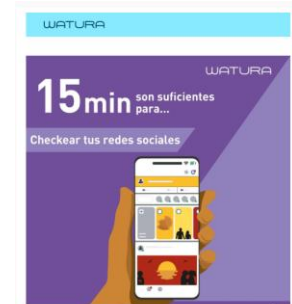 WATURA
WATURA
15min son suficientes
para...
Checkear tus redes sociales